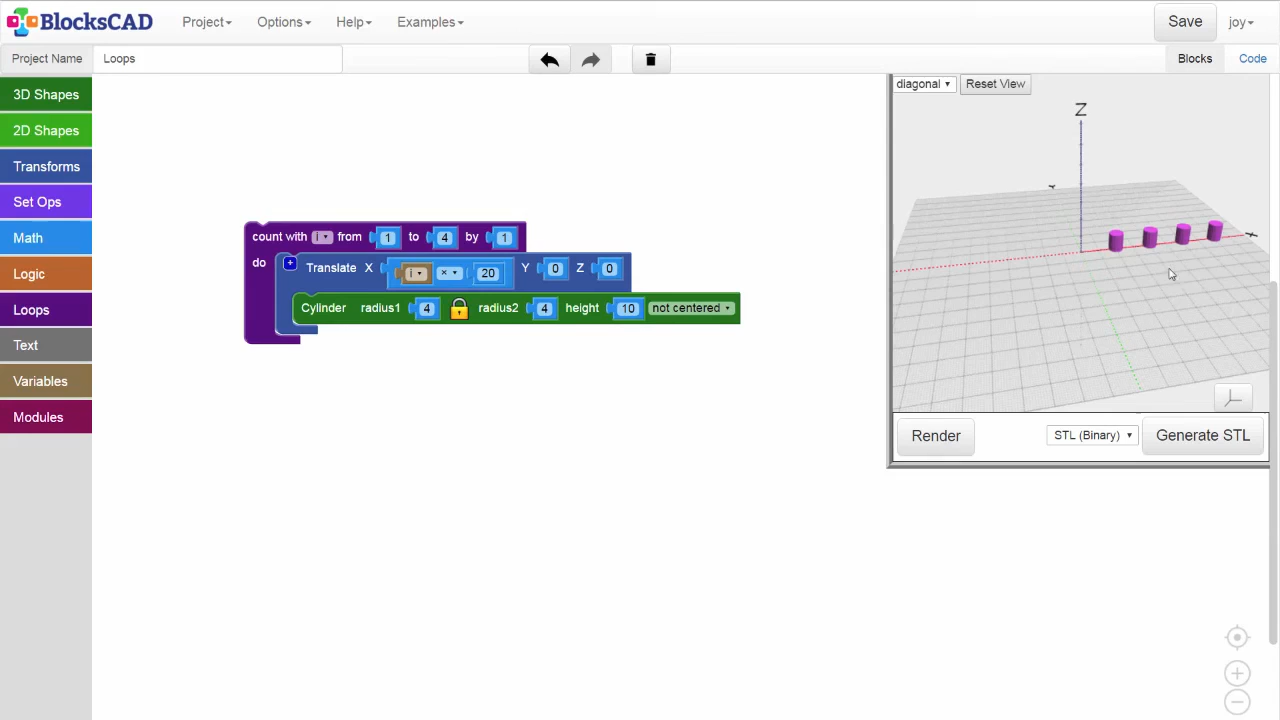 BlocksCAD Project Options Help Examples Save joy
Project Name Loops Blocks Code
3D Shapes
2D Shapes
Transforms
Set Ops
Math
Logic
Loops
Text
Variables
Modules
count with i from 1 to 4 by 1
do
Translate X i × 20 Y 0 Z 0
Cylinder radius1 4 radius2 4 height 10 not centered
diagonal Reset View
Z
Render STL (Binary) Generate STL